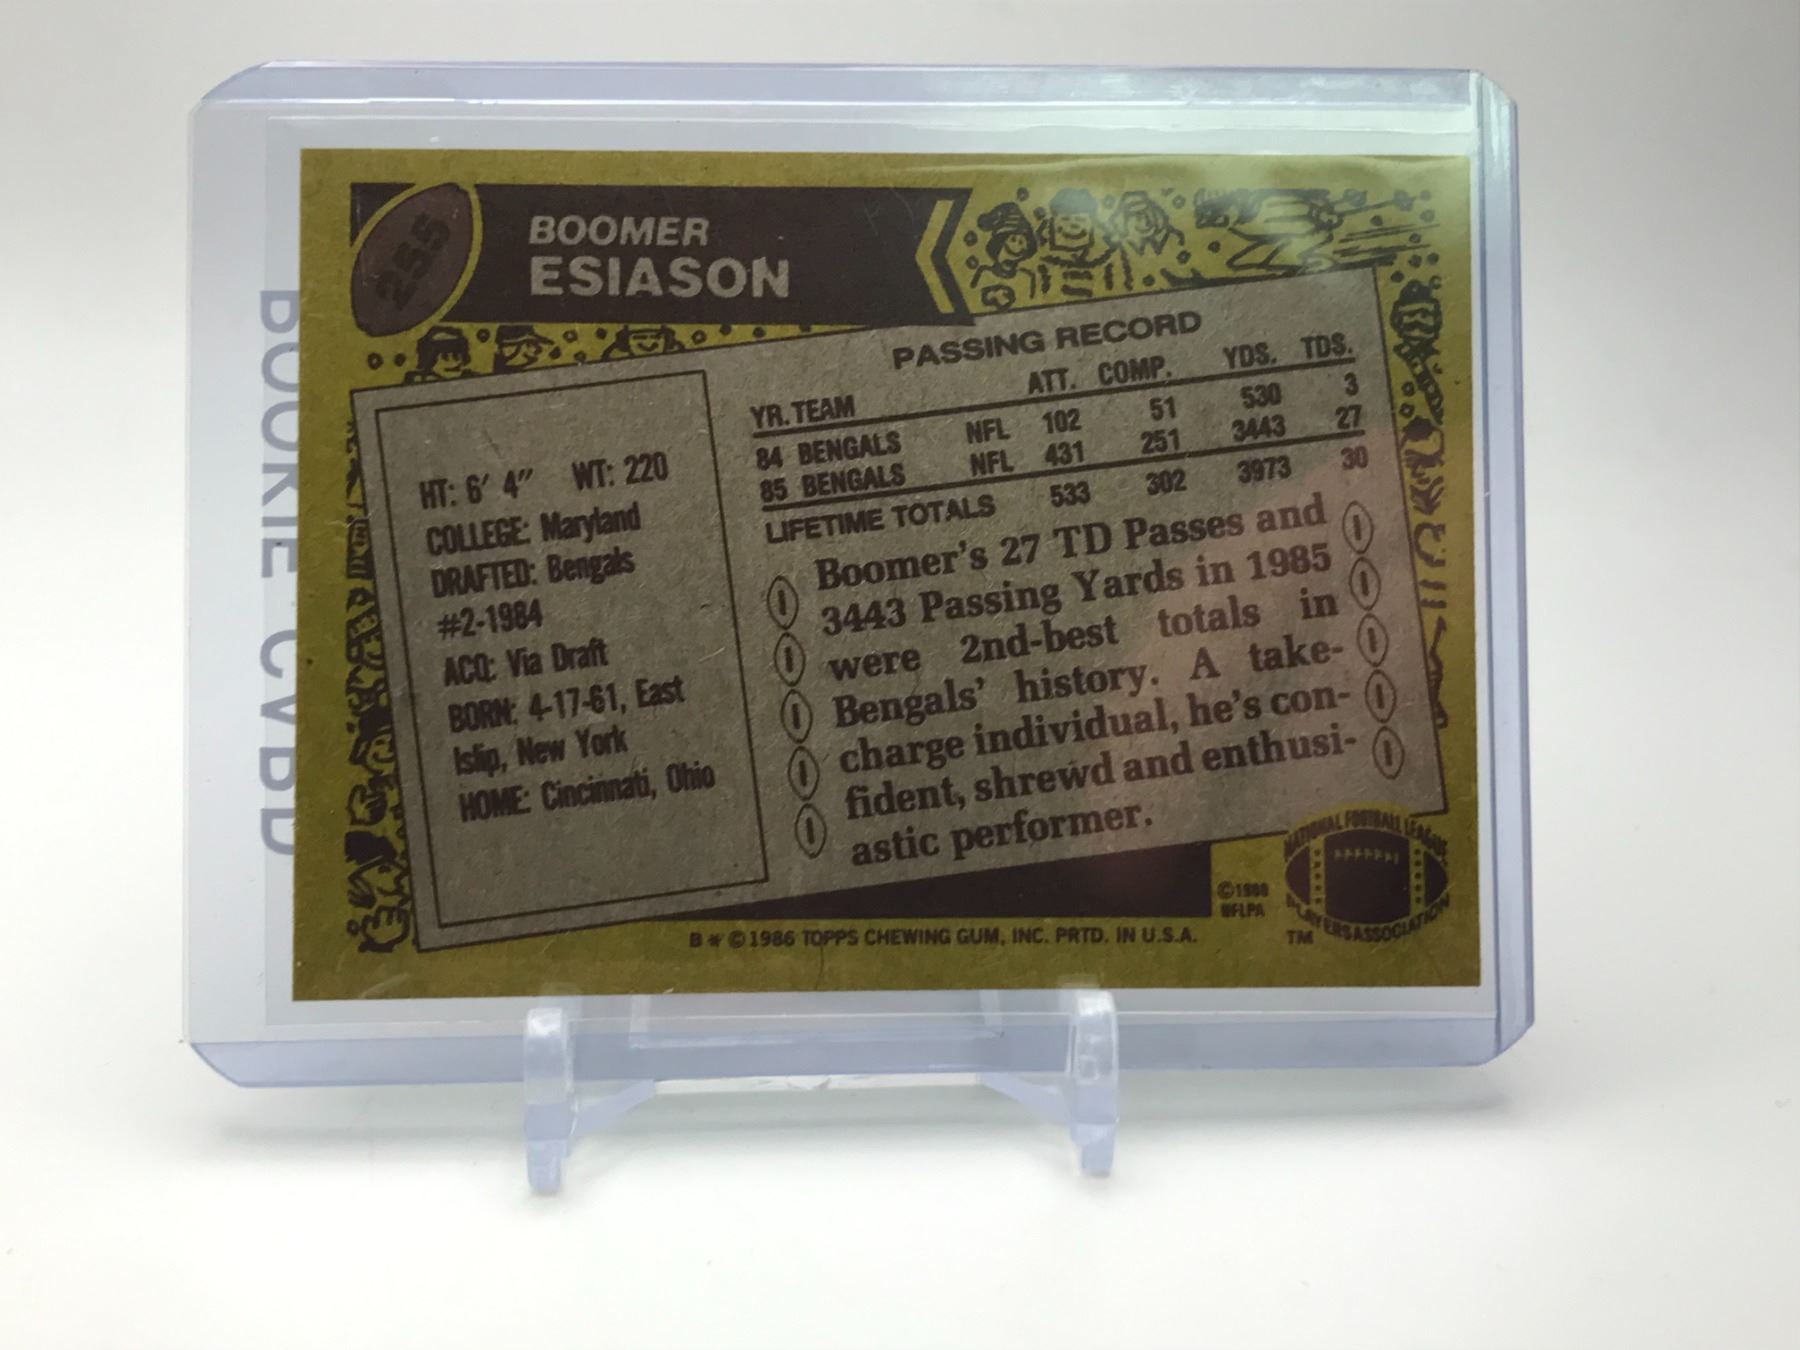 255
BOOMER
ESIASON
PASSING RECORD
YR. TEAM ATT. COMP. YDS. TDS.
84 BENGALS NFL 102 51 530 3
85 BENGALS NFL 431 251 3443 27
LIFETIME TOTALS 533 302 3973 30
HT: 6' 4" WT: 220
COLLEGE: Maryland
DRAFTED: Bengals
#2-1984
ACQ: Via Draft
BORN: 4-17-61, East
Islip, New York
HOME: Cincinnati, Ohio
Boomer's 27 TD Passes and
3443 Passing Yards in 1985
were 2nd-best totals in
Bengals' history. A take-
charge individual, he's con-
fident, shrewd and enthusi-
astic performer.
NATIONAL FOOTBALL LEAGUE
PLAYERS ASSOCIATION
TM
NFLPA
B * © 1986 TOPPS CHEWING GUM, INC. PRTD. IN U.S.A.